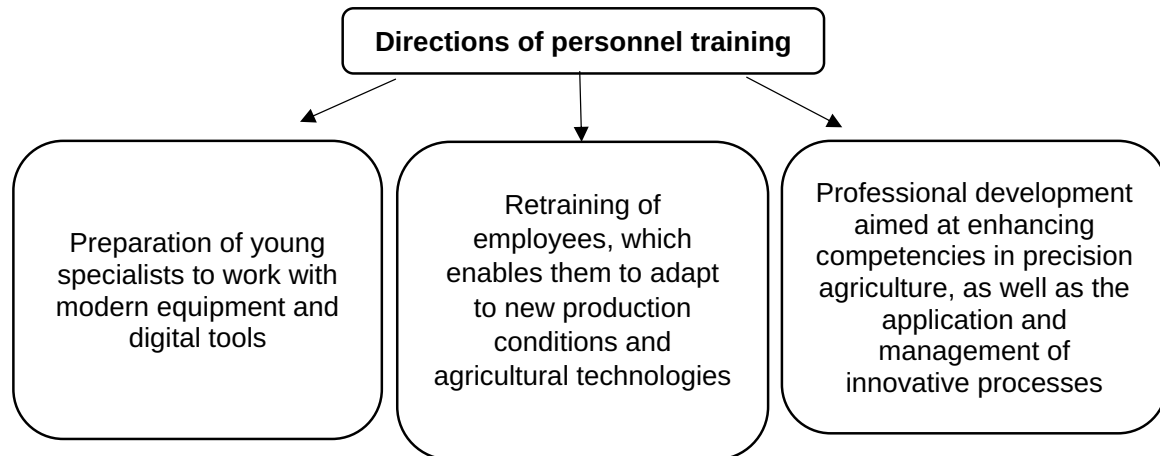 Directions of personnel training
Preparation of young
specialists to work with
modern equipment and
digital tools
Retraining of
employees, which
enables them to adapt
to new production
conditions and
agricultural technologies
Professional development
aimed at enhancing
competencies in precision
agriculture, as well as the
application and
management of
innovative processes